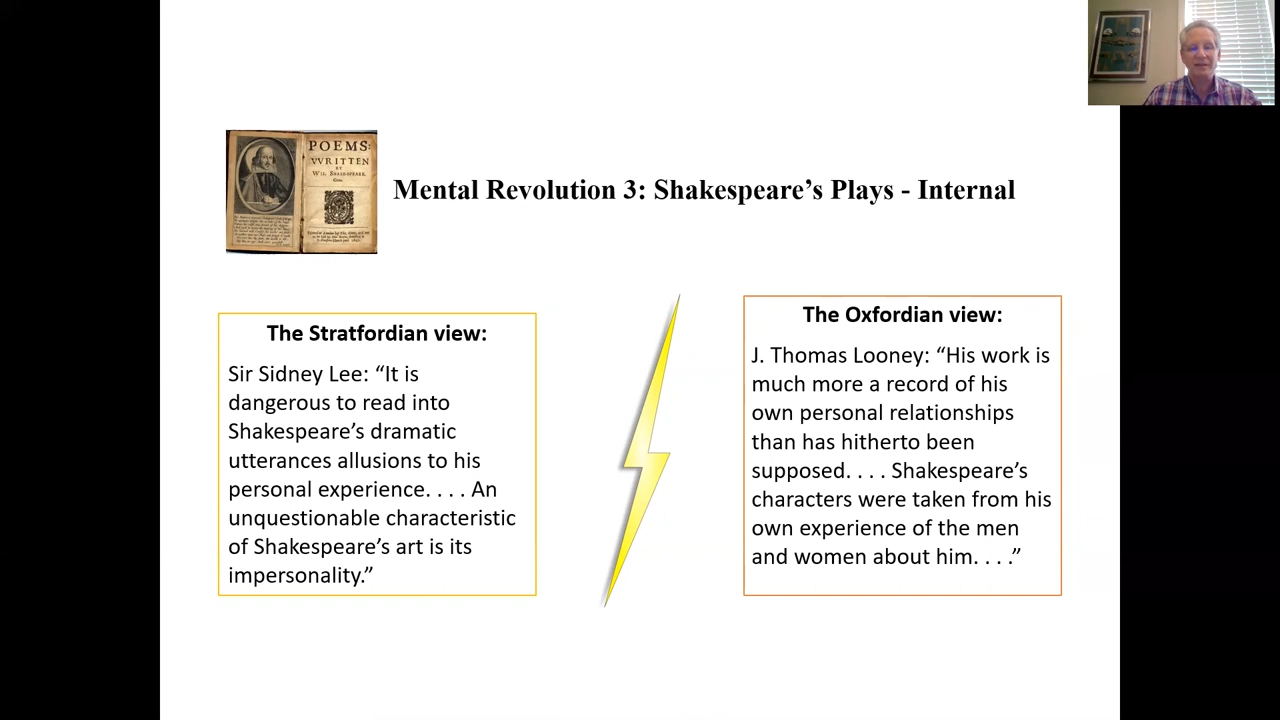 POEMS:
VVRITTEN
BY
WIL. SHAKE-SPEARE.
Gent.
Mental Revolution 3: Shakespeare’s Plays - Internal
The Stratfordian view:
Sir Sidney Lee: “It is
dangerous to read into
Shakespeare’s dramatic
utterances allusions to his
personal experience. . . . An
unquestionable characteristic
of Shakespeare’s art is its
impersonality.”
The Oxfordian view:
J. Thomas Looney: “His work is
much more a record of his
own personal relationships
than has hitherto been
supposed. . . . Shakespeare’s
characters were taken from his
own experience of the men
and women about him. . . .”